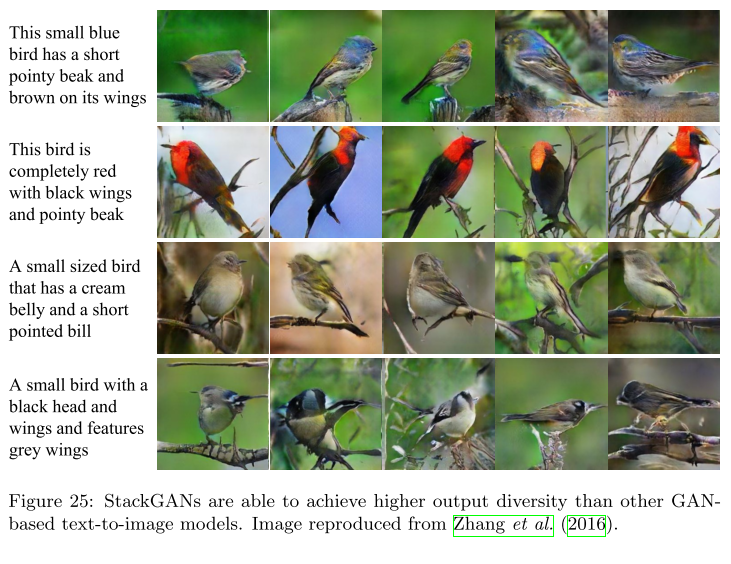 This small blue
bird has a short
pointy beak and
brown on its wings
This bird is
completely red
with black wings
and pointy beak
A small sized bird
that has a cream
belly and a short
pointed bill
A small bird with a
black head and
wings and features
grey wings
Figure 25: StackGANs are able to achieve higher output diversity than other GAN-
based text-to-image models. Image reproduced from Zhang et al. (2016).